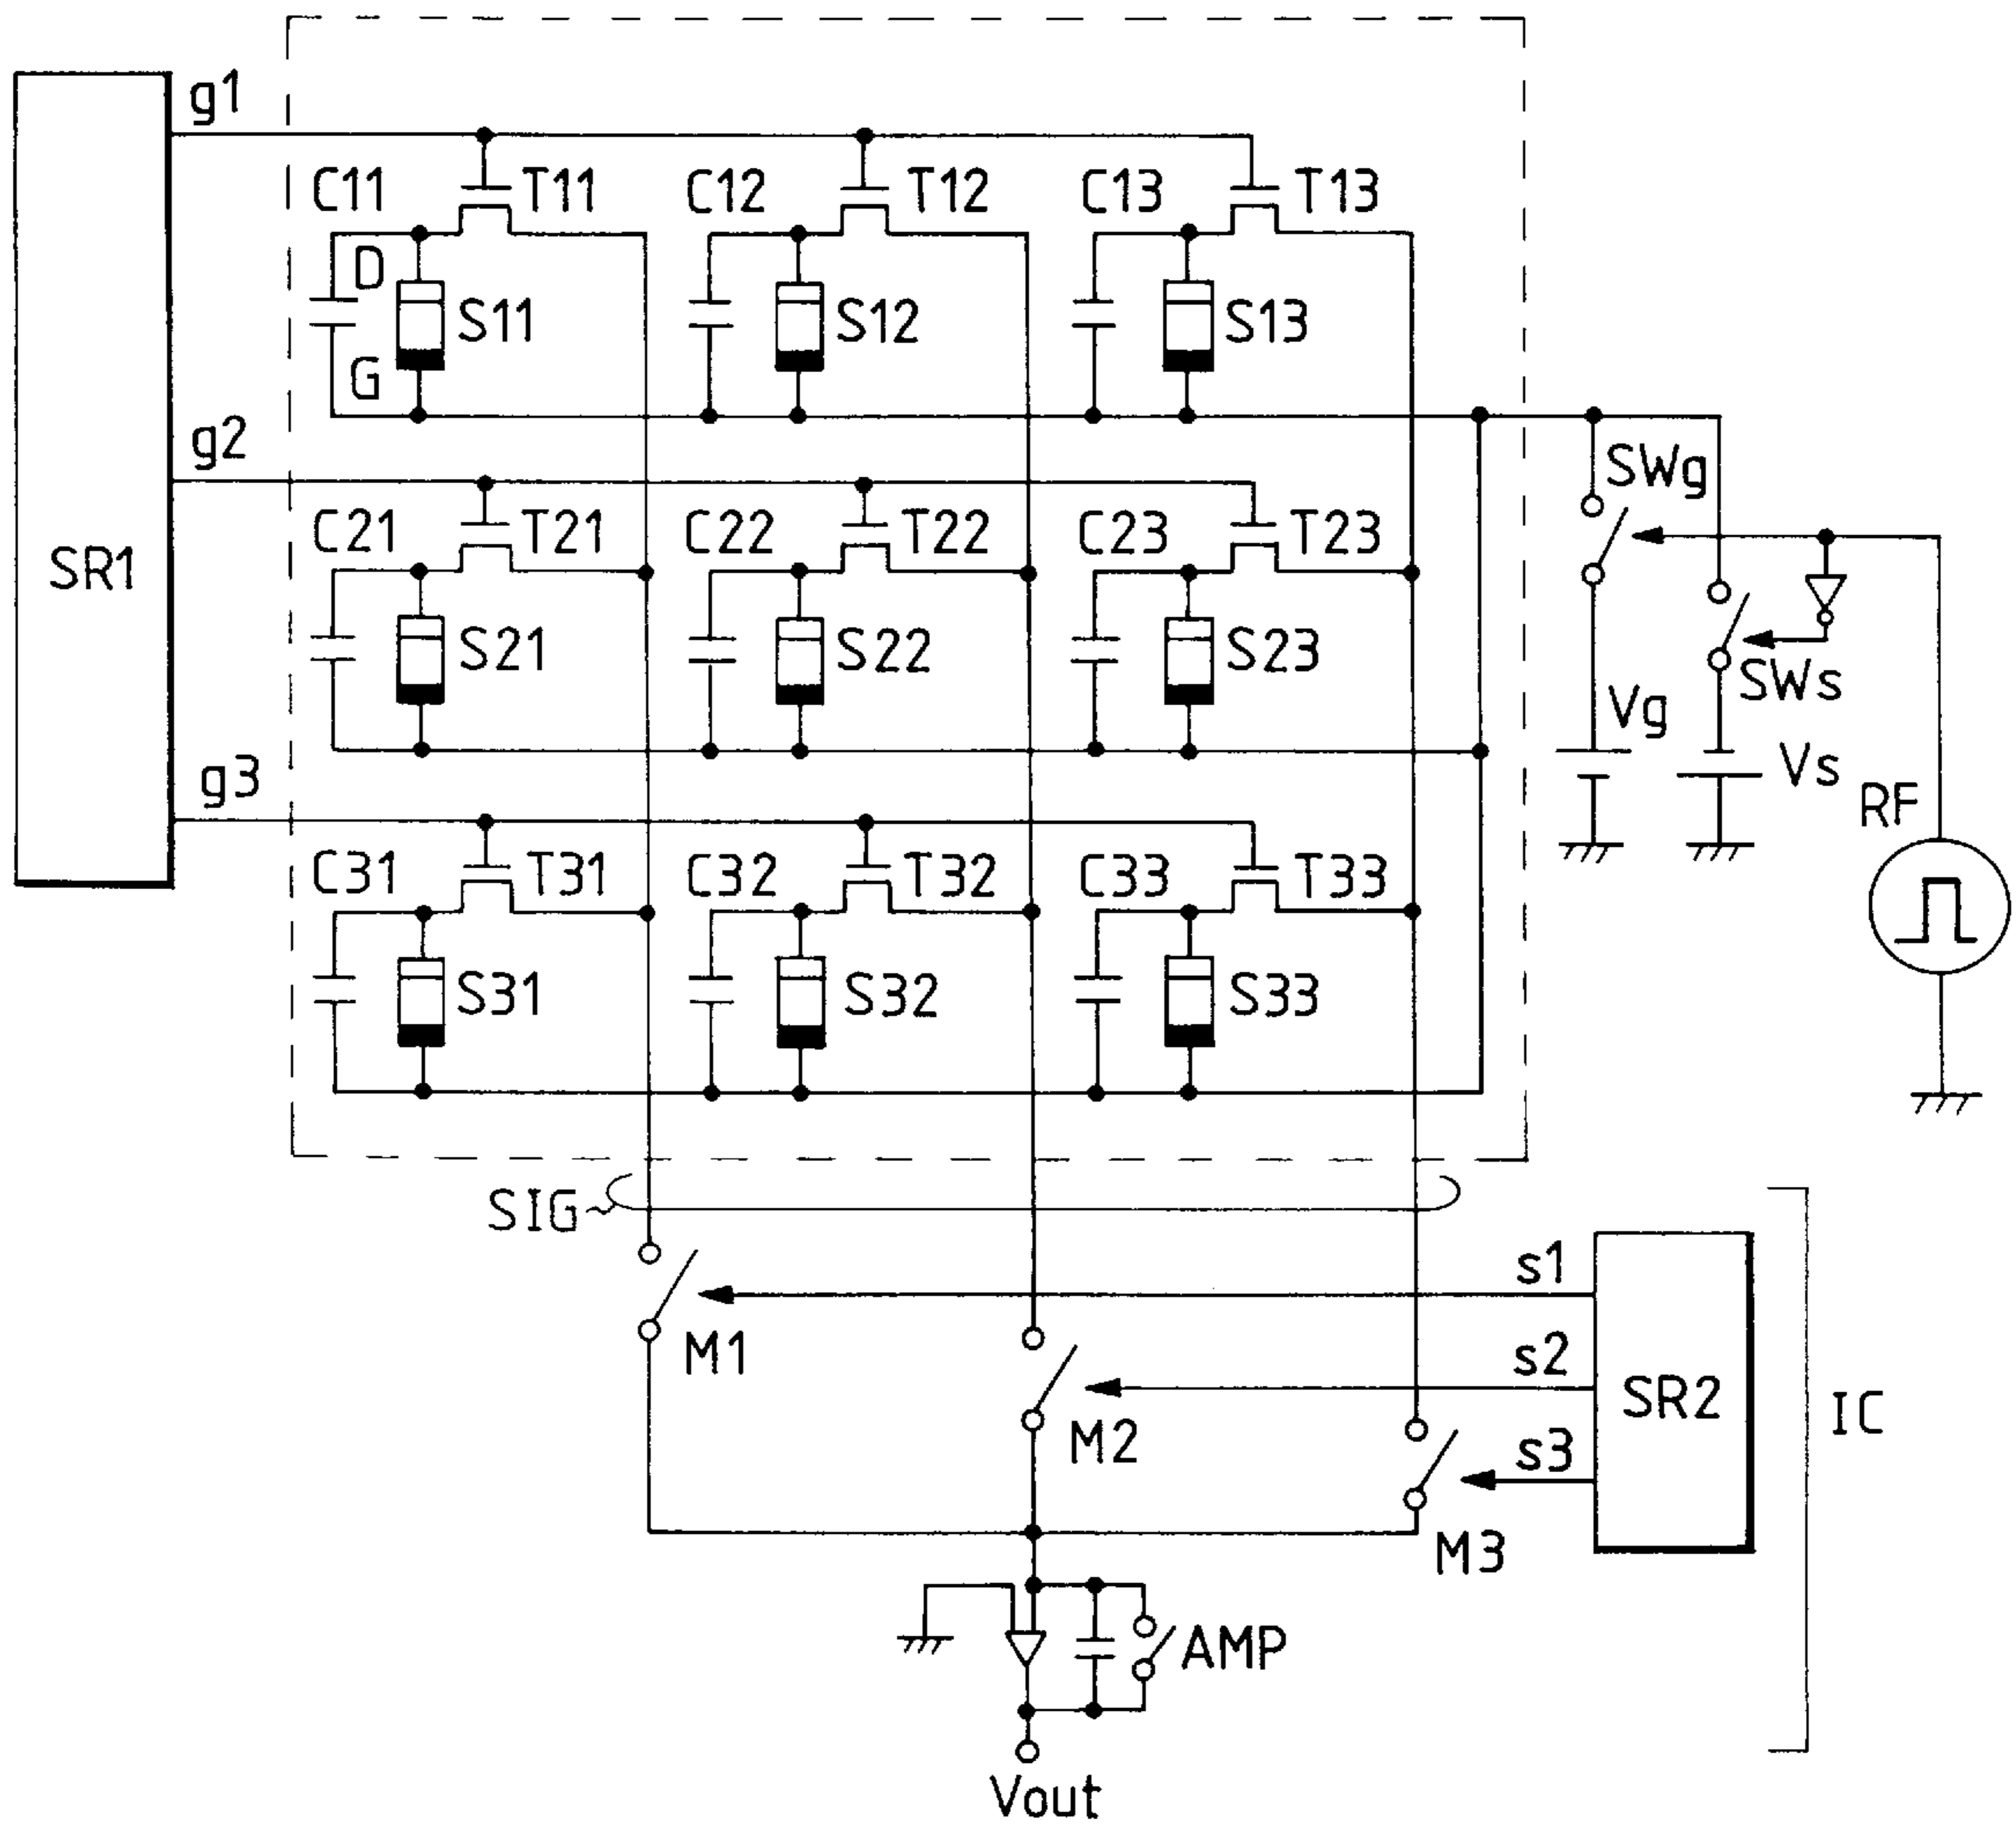 g1
C11 T11 C12 T12 C13 T13
D
S11 S12 S13
G
g2
SWg
C21 T21 C22 T22 C23 T23
SR1
S21 S22 S23
SWs
Vg
Vs
g3
RF
C31 T31 C32 T32 C33 T33
S31 S32 S33
SIG
s1
M1
s2
SR2
IC
M2
s3
M3
AMP
Vout